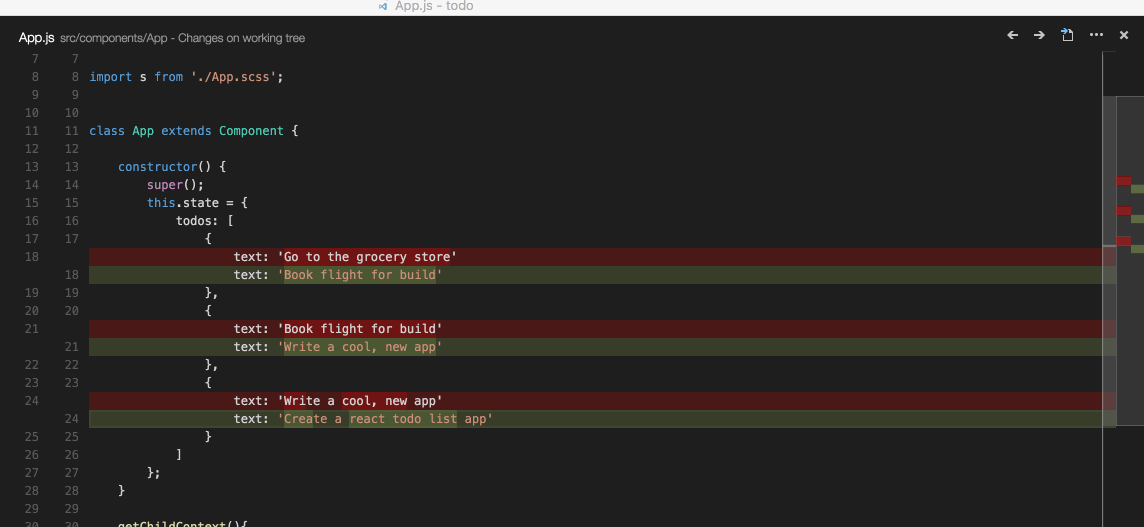 App.js - todo
App.js src/components/App - Changes on working tree
7 7
8 8 import s from './App.scss';
9 9
10 10
11 11 class App extends Component {
12 12
13 13 constructor() {
14 14 super();
15 15 this.state = {
16 16 todos: [
17 17 {
18 text: 'Go to the grocery store'
18 text: 'Book flight for build'
19 19 },
20 20 {
21 text: 'Book flight for build'
21 text: 'Write a cool, new app'
22 22 },
23 23 {
24 text: 'Write a cool, new app'
24 text: 'Create a react todo list app'
25 25 }
26 26 ]
27 27 };
28 28 }
29 29
30 30 getChildContext(){